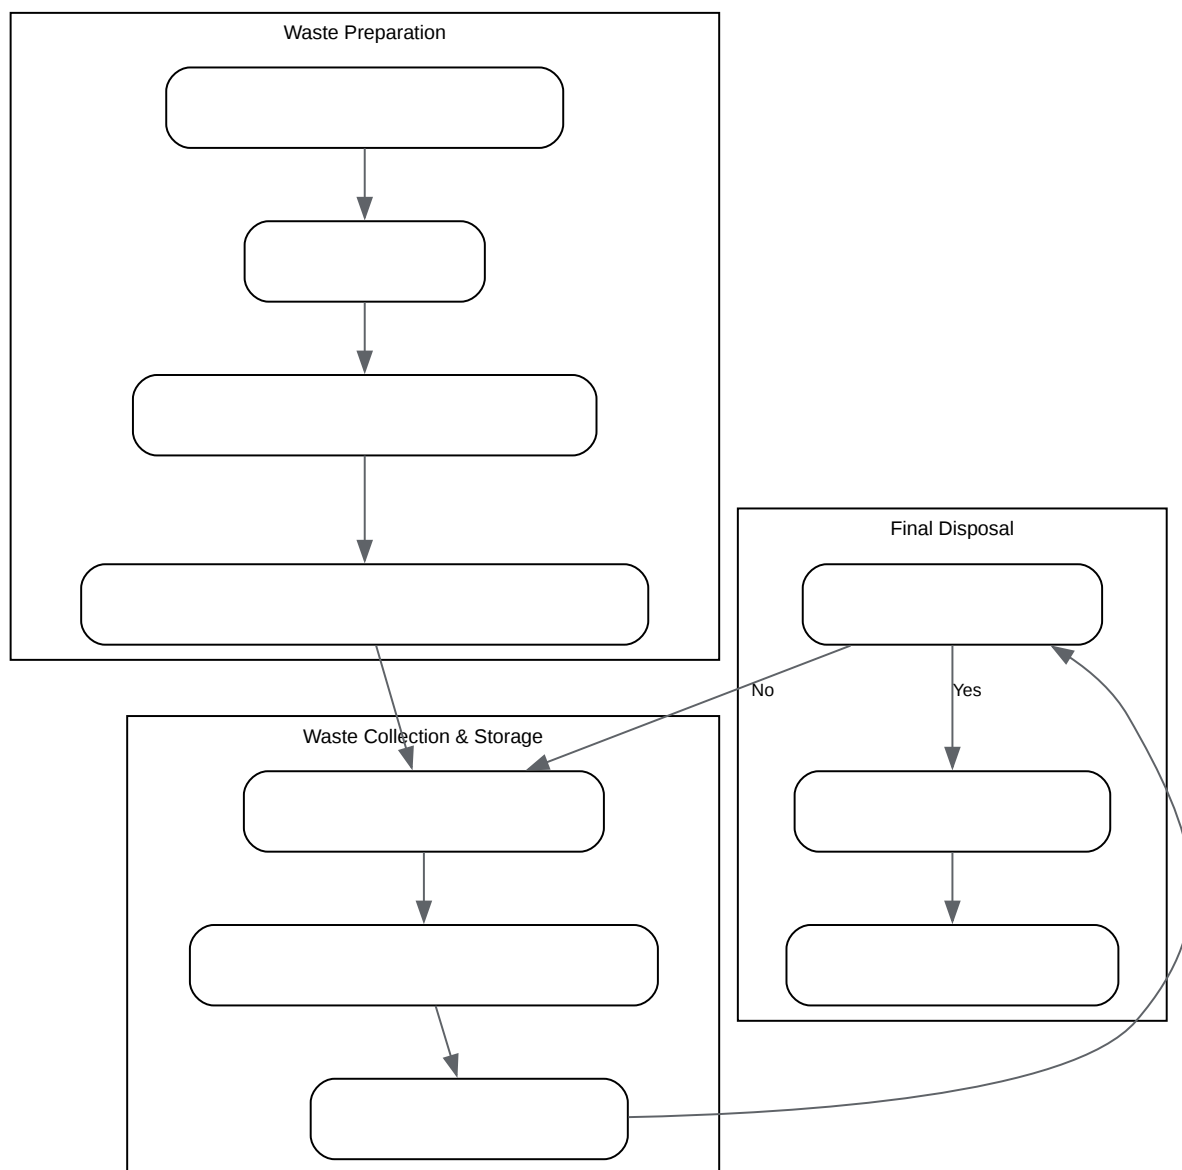 Waste Preparation
Final Disposal
No
Yes
Waste Collection & Storage